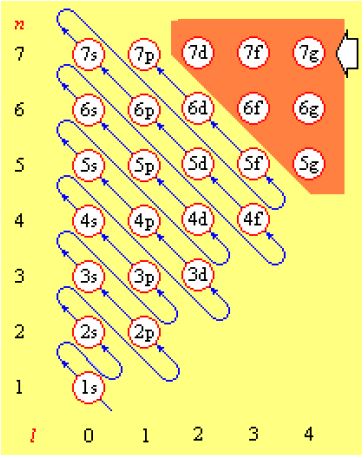 n
7 7s 7p 7d 7f 7g
6 6s 6p 6d 6f 6g
5 5s 5p 5d 5f 5g
4 4s 4p 4d 4f
3 3s 3p 3d
2 2s 2p
1 1s
l 0 1 2 3 4